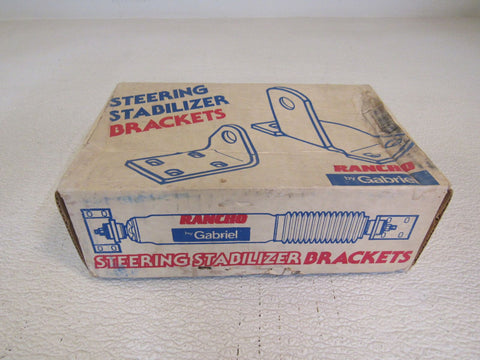 STEERING
STABILIZER
BRACKETS
RANCHO
by Gabriel
RANCHO
by Gabriel
STEERING STABILIZER BRACKETS